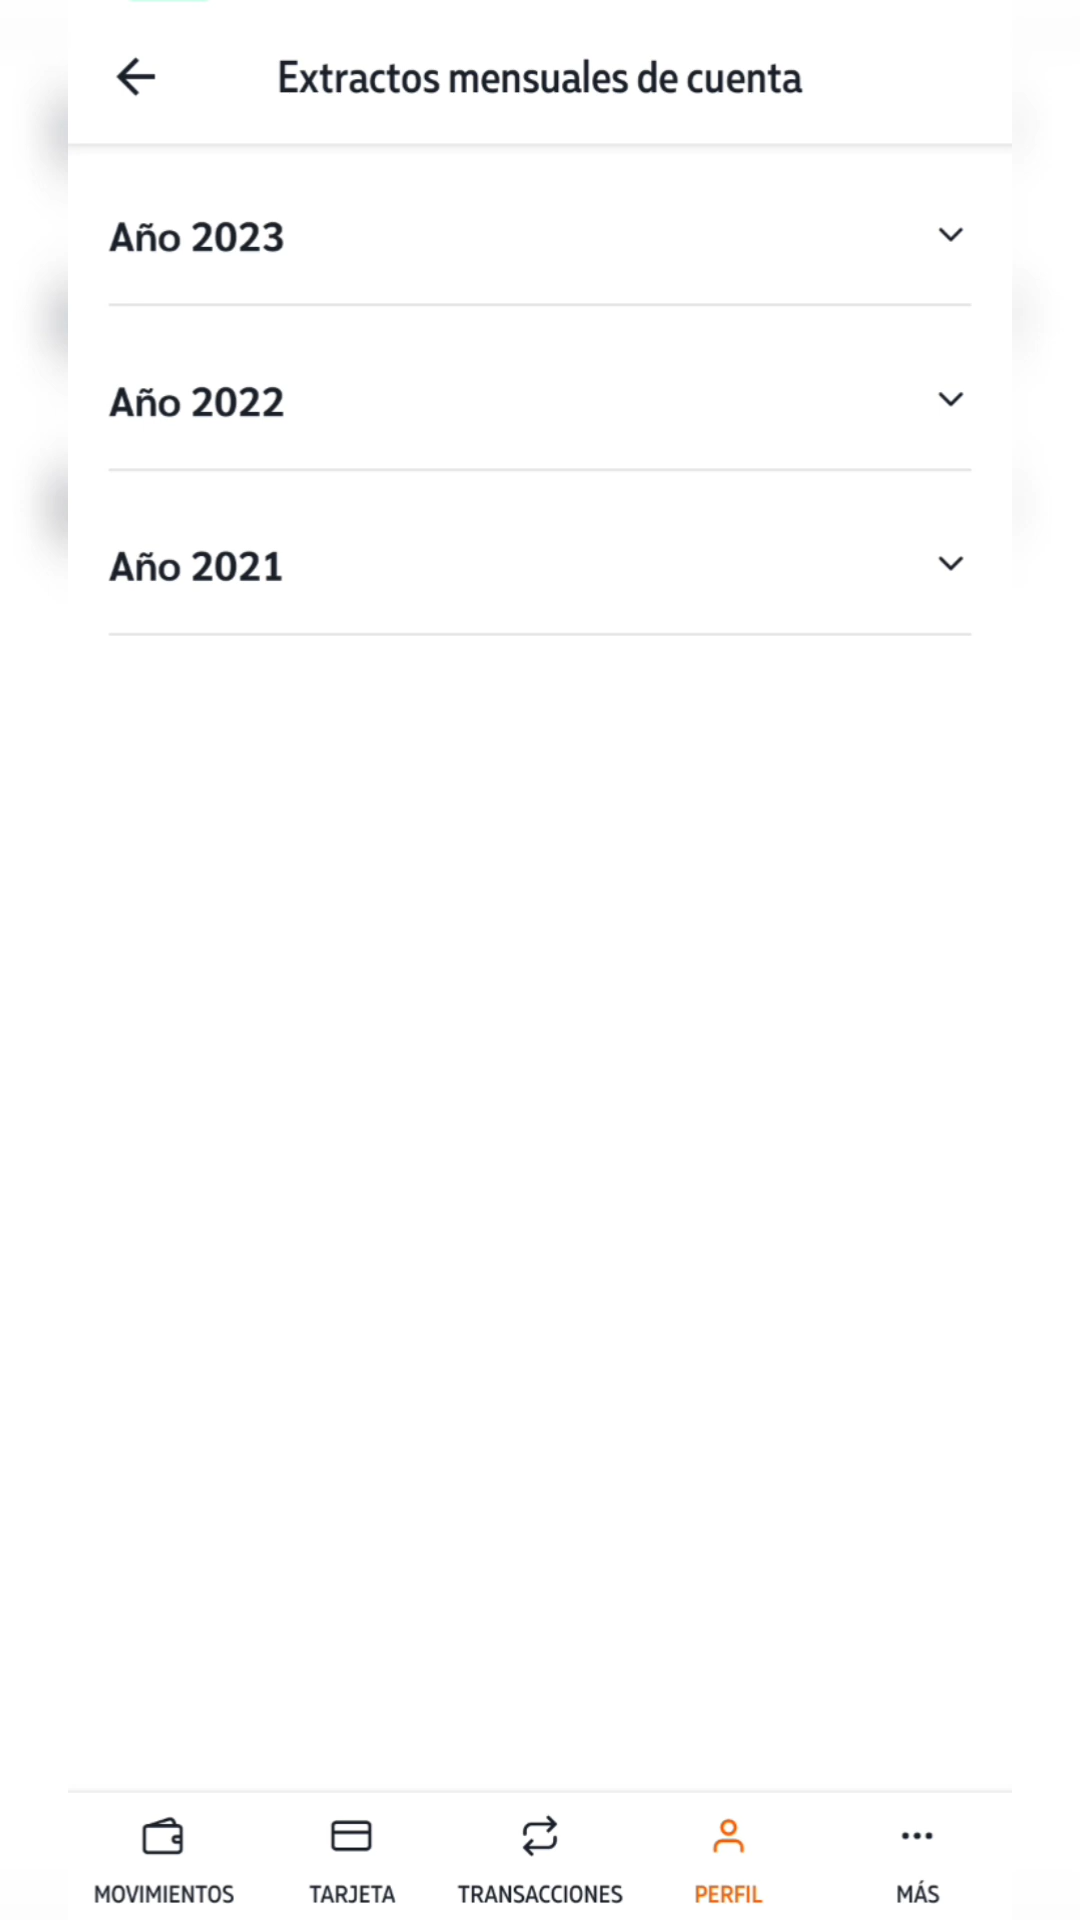 Extractos mensuales de cuenta
Año 2023
Año 2022
Año 2021
MOVIMIENTOS
TARJETA
TRANSACCIONES
PERFIL
MÁS